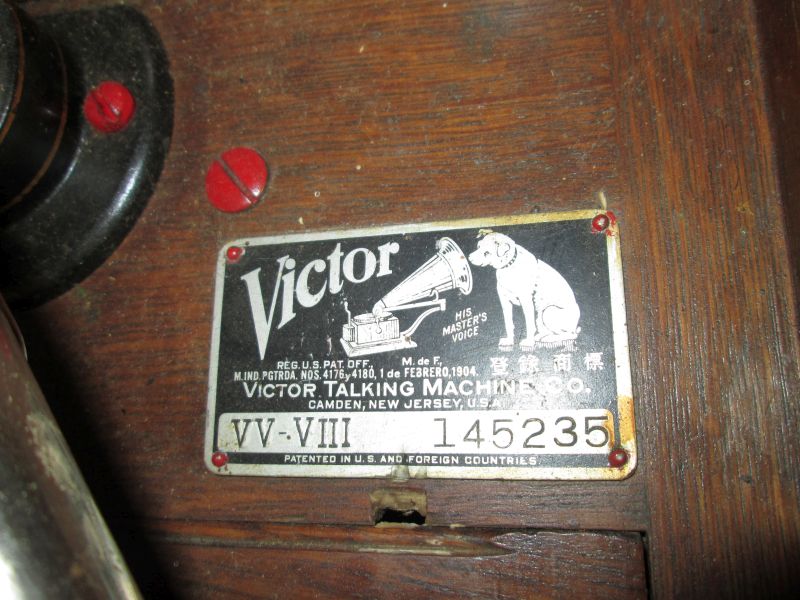 Victor
HIS
MASTER'S
VOICE
REG. U.S. PAT. OFF. M. de F.
M. IND. PGTRDA. NOS. 4176 y 4180, 1 de FEBRERO, 1904.
登録商標
VICTOR TALKING MACHINE CO.
CAMDEN, NEW JERSEY, U.S.A.
VV-VIII 145235
PATENTED IN U.S. AND FOREIGN COUNTRIES